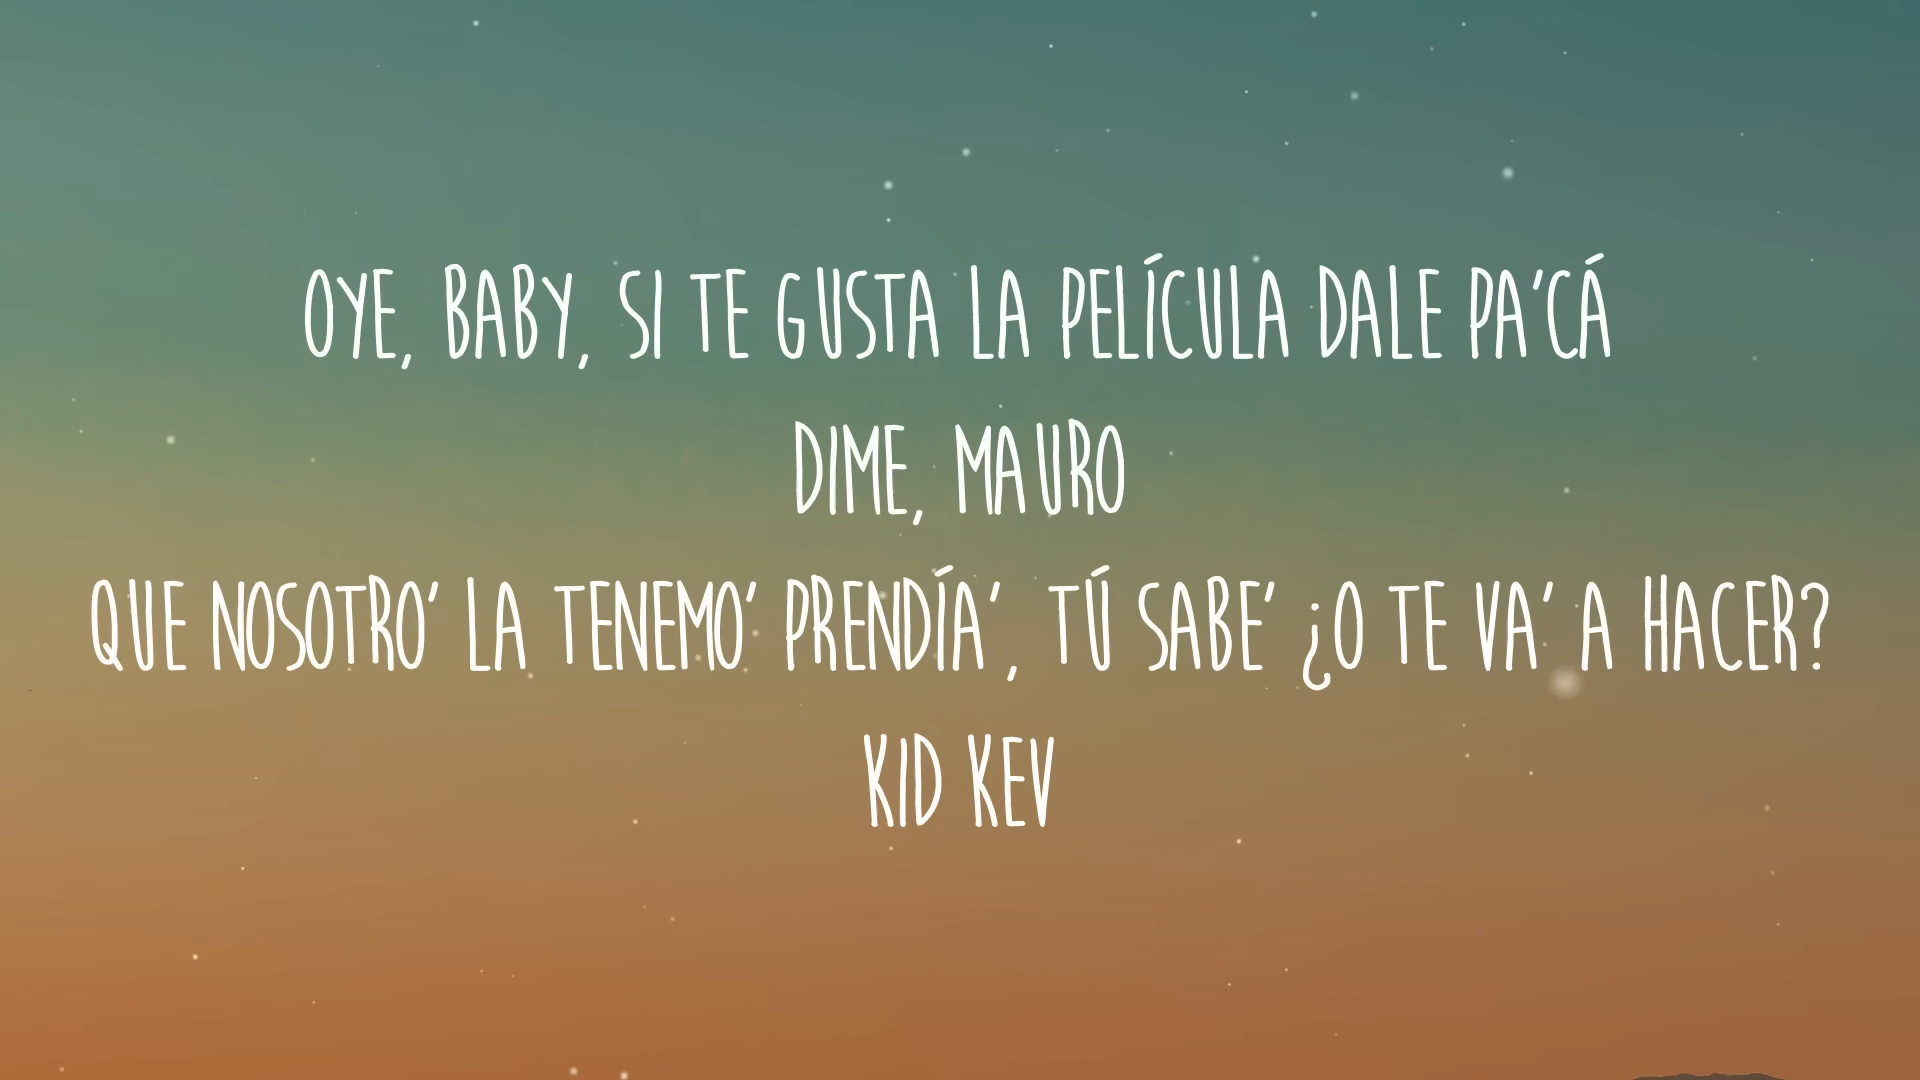 OYE, BABY, SI TE GUSTA LA PELÍCULA DALE PA'CÁ
DIME, MAURO
QUE NOSOTRO' LA TENEMO' PRENDÍA', TÚ SABE' ¿O TE VA' A HACER?
KID KEV